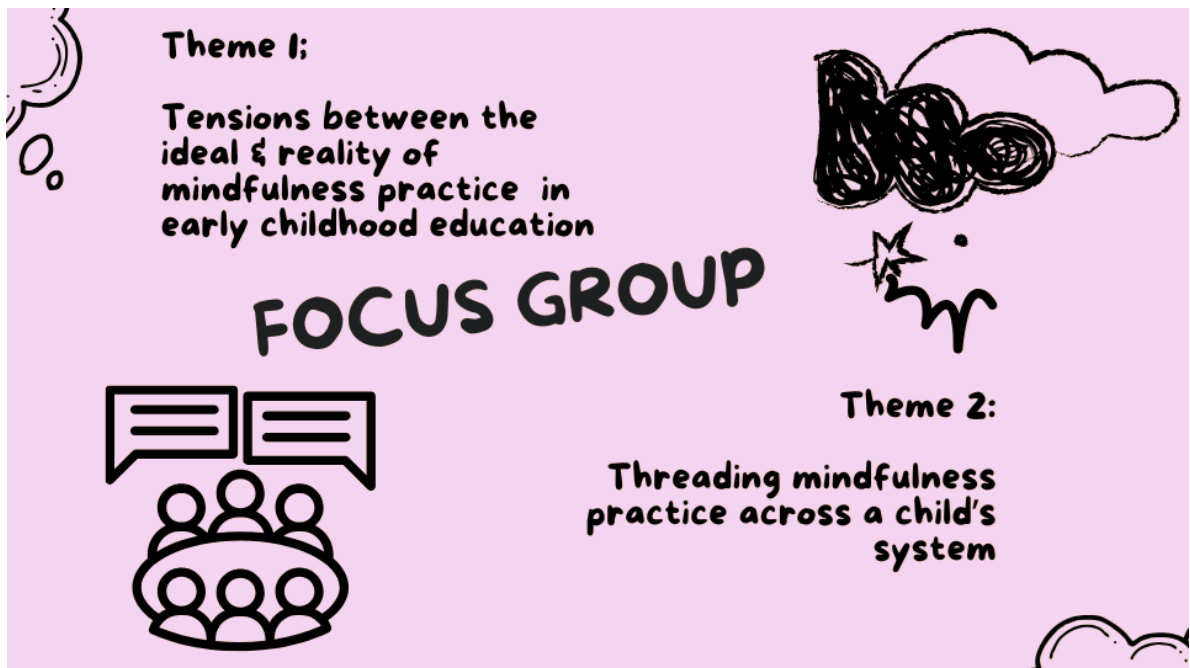 Theme 1;
Tensions between the
ideal & reality of
mindfulness practice in
early childhood education
FOCUS GROUP
Theme 2:
Threading mindfulness
practice across a child's
system